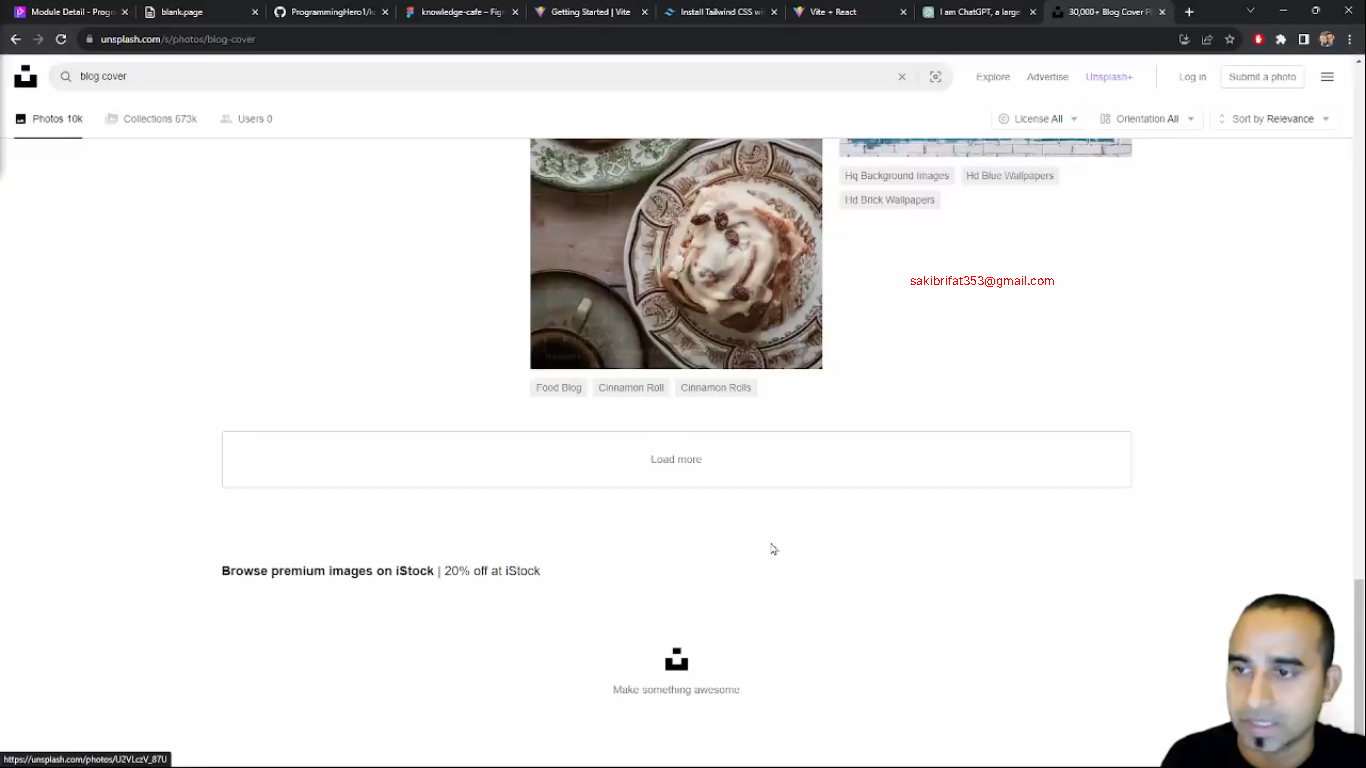 Module Detail - Progr
blank.page
ProgrammingHero1/k
knowledge-cafe – Fig
Getting Started | Vite
Install Tailwind CSS wi
Vite + React
I am ChatGPT, a large
30,000+ Blog Cover Pi
unsplash.com/s/photos/blog-cover
blog cover
Explore
Advertise
Unsplash+
Log in
Submit a photo
Photos 10k
Collections 673k
Users 0
License All
Orientation All
Sort by Relevance
Hq Background Images
Hd Blue Wallpapers
Hd Brick Wallpapers
sakibrifat353@gmail.com
Food Blog
Cinnamon Roll
Cinnamon Rolls
Load more
Browse premium images on iStock | 20% off at iStock
Make something awesome
https://unsplash.com/photos/U2VLczV_87U